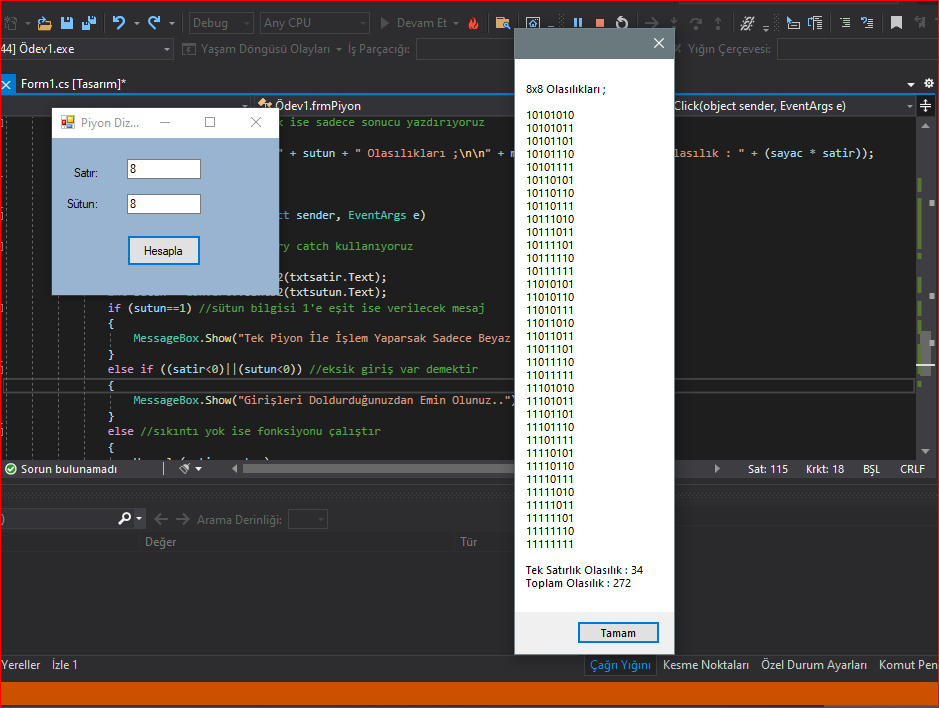 Debug
Any CPU
Devam Et
44] Ödev1.exe
Yaşam Döngüsü Olayları
İş Parçacığı:
Yığın Çerçevesi:
Form1.cs [Tasarım]*
Ödev1.frmPiyon
Click(object sender, EventArgs e)
k ise sadece sonucu yazdırıyoruz
" + sutun + " Olasılıkları ;\n\n" + m
lasılık : " + (sayac * satir));
ct sender, EventArgs e)
ry catch kullanıyoruz
2(txtsatir.Text);
2(txtsutun.Text);
if (sutun==1) //sütun bilgisi 1'e eşit ise verilecek mesaj
{
MessageBox.Show("Tek Piyon İle İşlem Yaparsak Sadece Beyaz
}
else if ((satir<0)||(sutun<0)) //eksik giriş var demektir
{
MessageBox.Show("Girişleri Doldurduğunuzdan Emin Olunuz..")
}
else //sıkıntı yok ise fonksiyonu çalıştır
{
Piyon Diz...
Satır:
8
Sütun:
8
Hesapla
8x8 Olasılıkları ;
10101010
10101011
10101101
10101110
10101111
10110101
10110110
10110111
10111010
10111011
10111101
10111110
10111111
11010101
11010110
11010111
11011010
11011011
11011101
11011110
11011111
11101010
11101011
11101101
11101110
11101111
11110101
11110110
11110111
11111010
11111011
11111101
11111110
11111111
Tek Satırlık Olasılık : 34
Toplam Olasılık : 272
Tamam
Sorun bulunamadı
Sat: 115
Krkt: 18
BŞL
CRLF
Arama Derinliği:
Değer
Tür
Yereller
İzle 1
Çağrı Yığını
Kesme Noktaları
Özel Durum Ayarları
Komut Pen